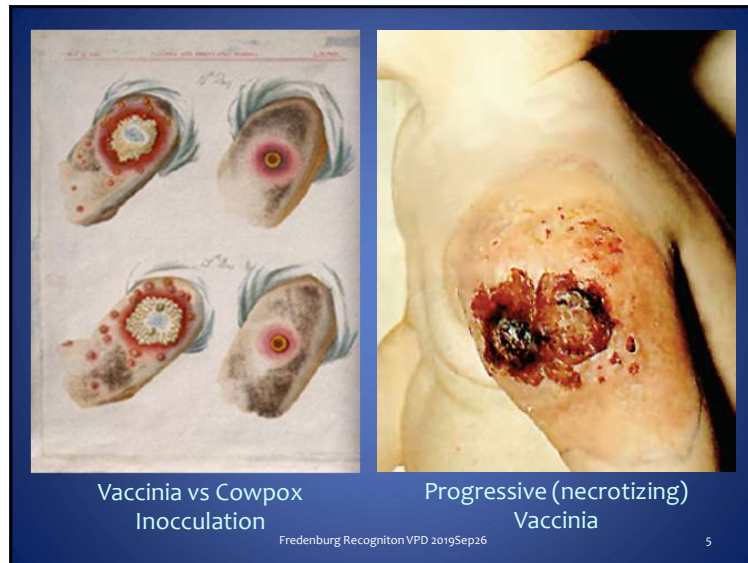 Vaccinia vs Cowpox
Inocculation
Progressive (necrotizing)
Vaccinia
Fredenburg Recogniton VPD 2019Sep26
5